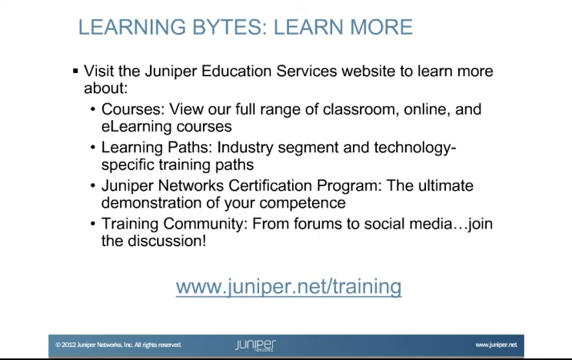 LEARNING BYTES: LEARN MORE
▪ Visit the Juniper Education Services website to learn more
about:
• Courses: View our full range of classroom, online, and
eLearning courses
• Learning Paths: Industry segment and technology-
specific training paths
• Juniper Networks Certification Program: The ultimate
demonstration of your competence
• Training Community: From forums to social media…join
the discussion!
www.juniper.net/training
© 2012 Juniper Networks, Inc. All rights reserved.
JUNIPEr
NETWORKS
www.juniper.net